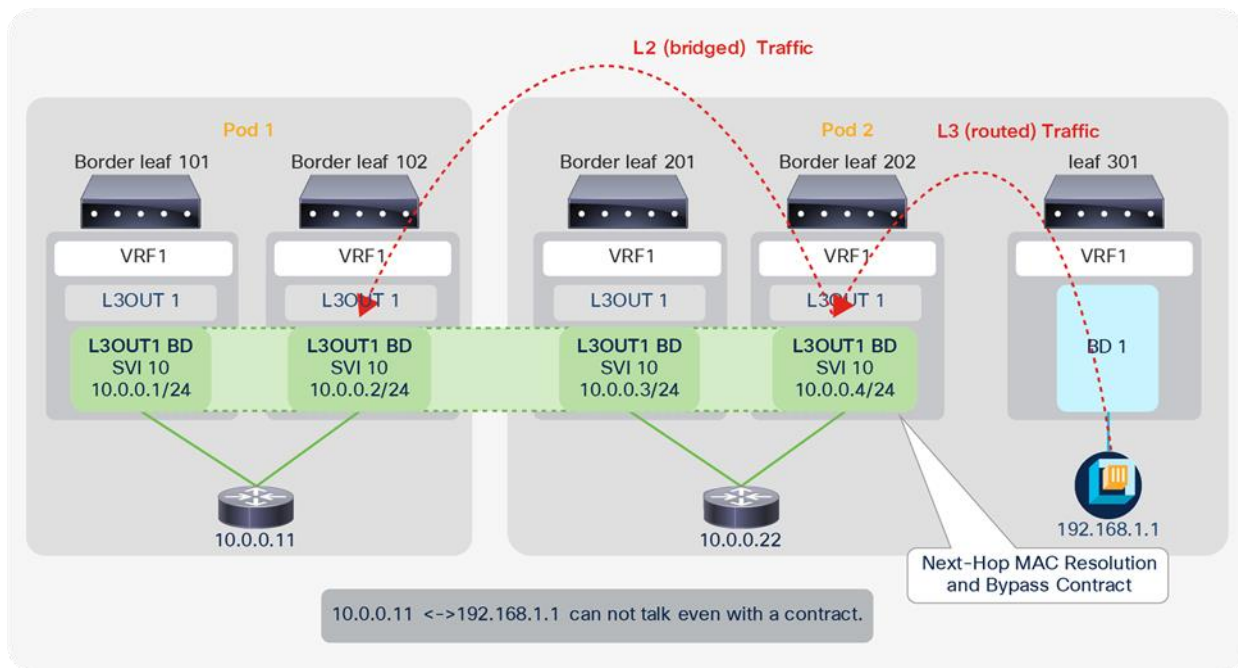 L2 (bridged) Traffic
Pod 1
Pod 2
L3 (routed) Traffic
Border leaf 101
Border leaf 102
Border leaf 201
Border leaf 202
leaf 301
VRF1
VRF1
VRF1
VRF1
VRF1
L3OUT 1
L3OUT 1
L3OUT 1
L3OUT 1
L3OUT1 BD
SVI 10
10.0.0.1/24
L3OUT1 BD
SVI 10
10.0.0.2/24
L3OUT1 BD
SVI 10
10.0.0.3/24
L3OUT1 BD
SVI 10
10.0.0.4/24
BD 1
10.0.0.11
10.0.0.22
192.168.1.1
Next-Hop MAC Resolution
and Bypass Contract
10.0.0.11 <->192.168.1.1 can not talk even with a contract.